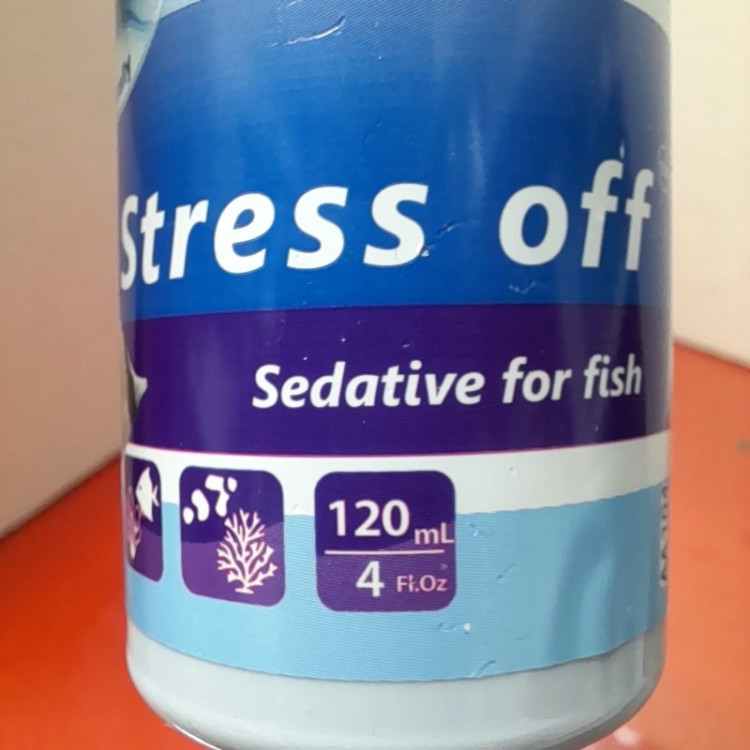 Stress off
Sedative for fish
120 mL
4 Fl.Oz